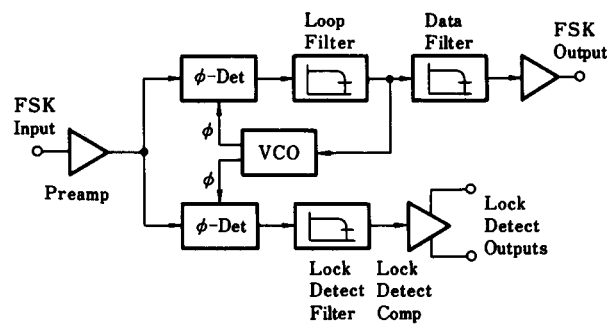 Loop
Filter
Data
Filter
FSK
Output
ϕ-Det
FSK
Input
ϕ
VCO
ϕ
Preamp
ϕ-Det
Lock
Detect
Outputs
Lock
Detect
Filter
Lock
Detect
Comp